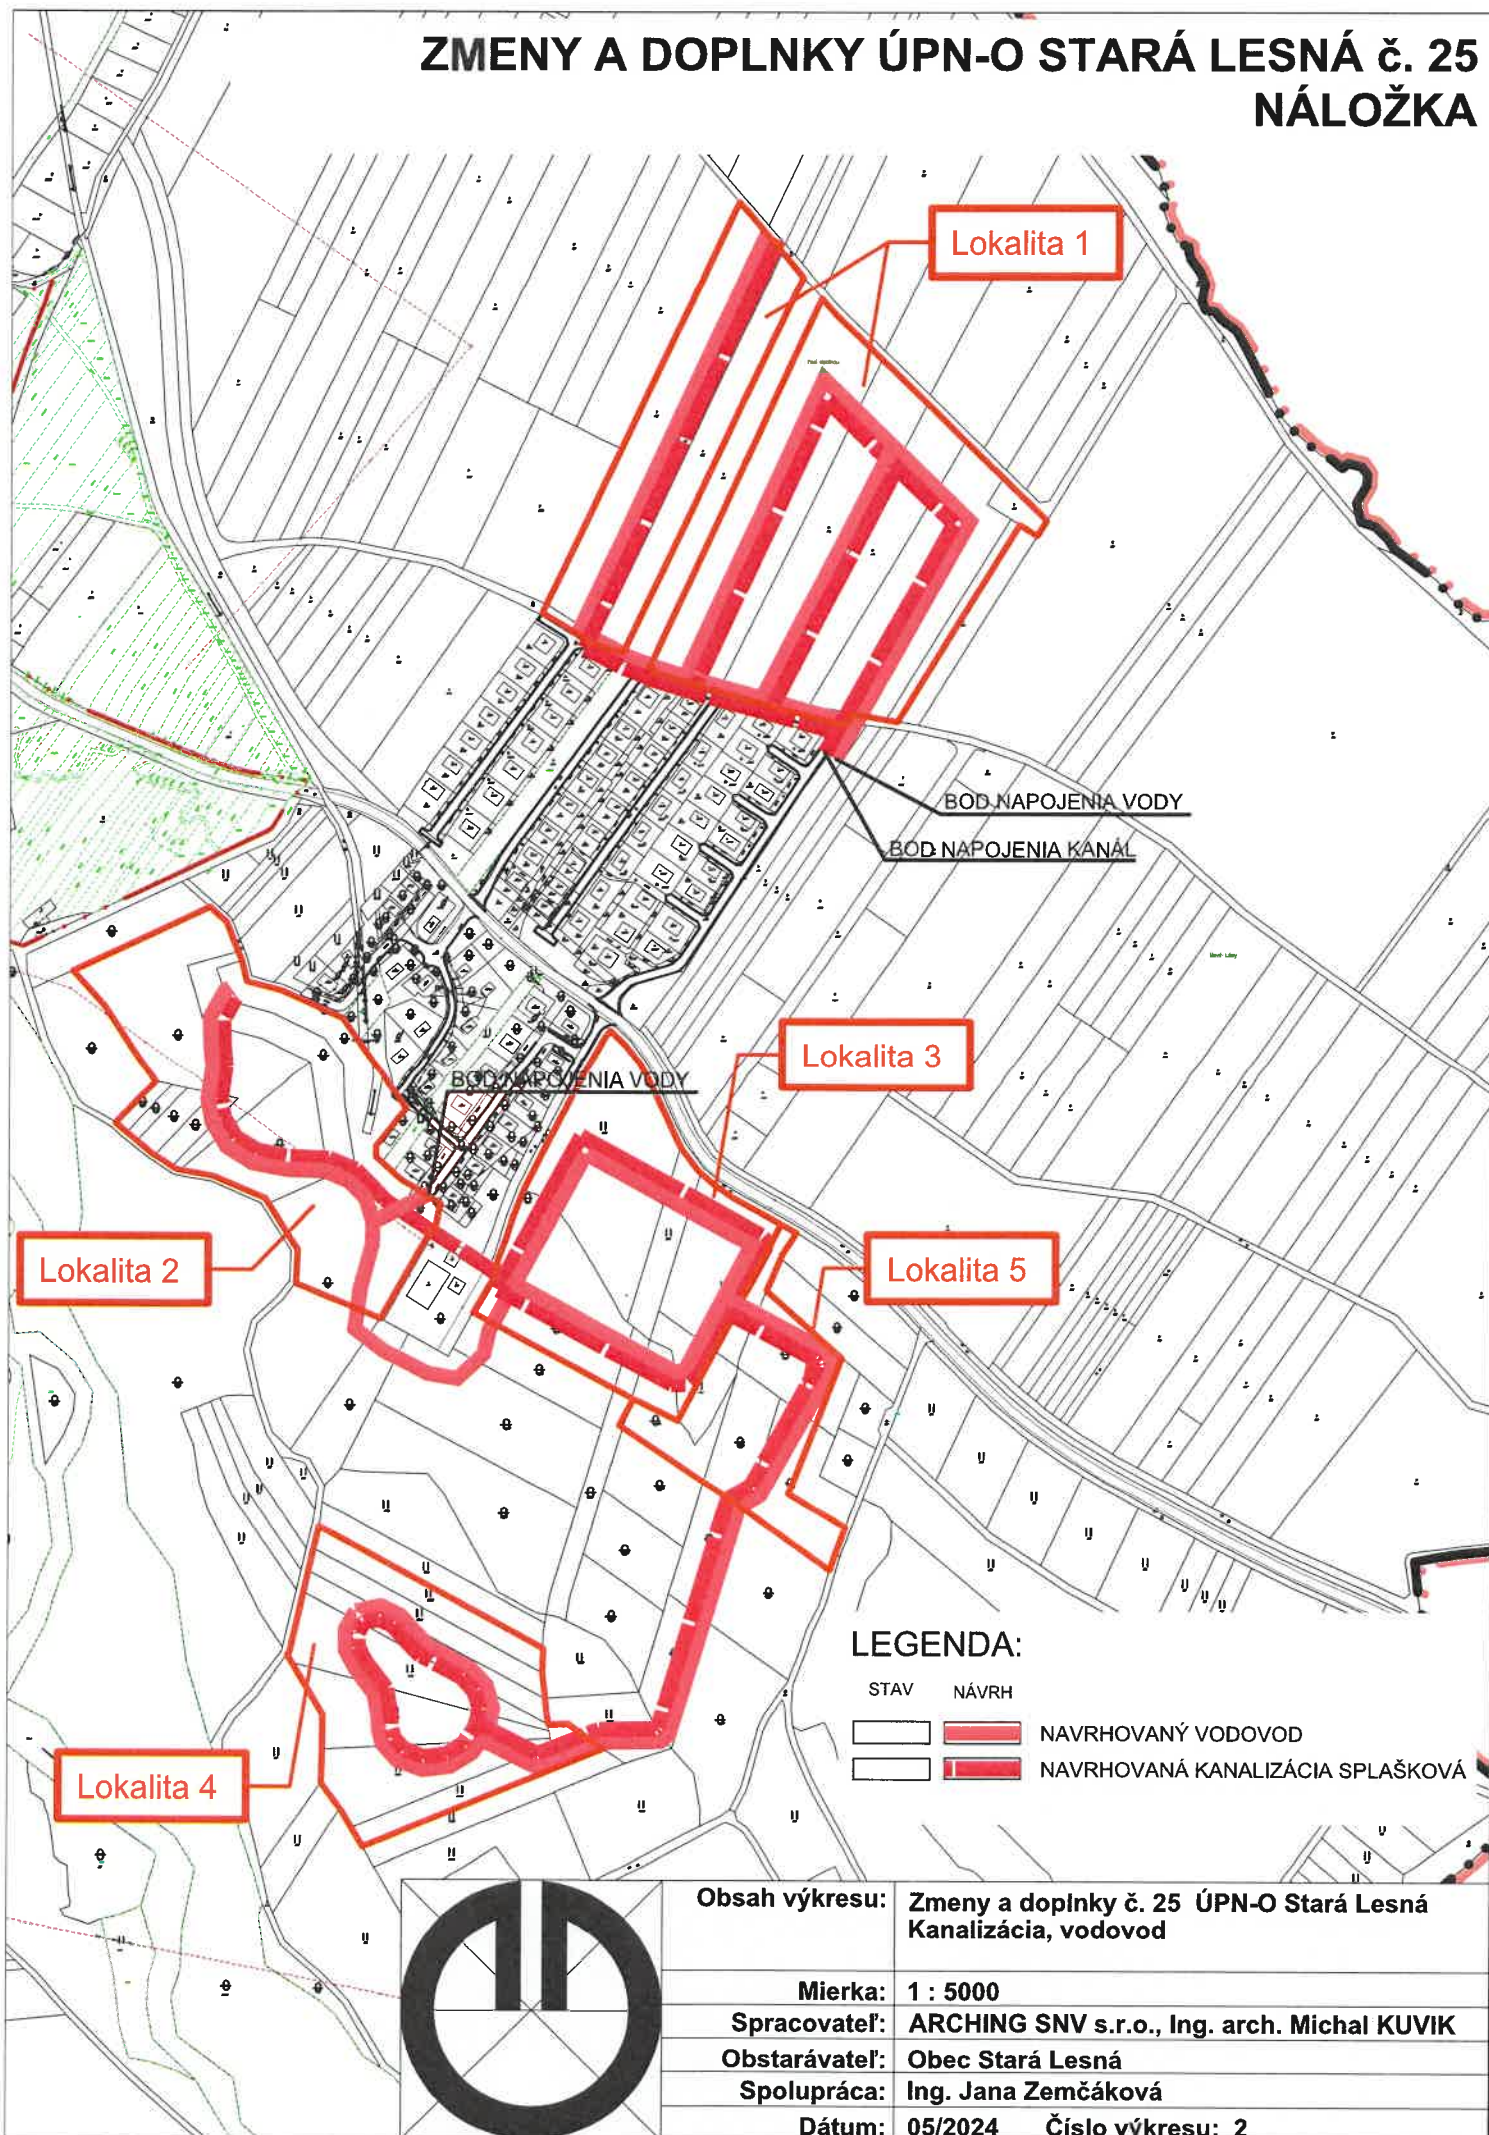 ZMENY A DOPLNKY ÚPN-O STARÁ LESNÁ č. 25
NÁLOŽKA
Lokalita 1
BOD NAPOJENIA VODY
BOD NAPOJENIA KANÁL
Lokalita 3
BOD NAPOJENIA VODY
Lokalita 2
Lokalita 5
Lokalita 4
LEGENDA:
STAV NÁVRH
NAVRHOVANÝ VODOVOD
NAVRHOVANÁ KANALIZÁCIA SPLAŠKOVÁ
Obsah výkresu: Zmeny a doplnky č. 25 ÚPN-O Stará Lesná
Kanalizácia, vodovod
Mierka: 1 : 5000
Spracovateľ: ARCHING SNV s.r.o., Ing. arch. Michal KUVIK
Obstarávateľ: Obec Stará Lesná
Spolupráca: Ing. Jana Zemčáková
Dátum: 05/2024 Číslo výkresu: 2